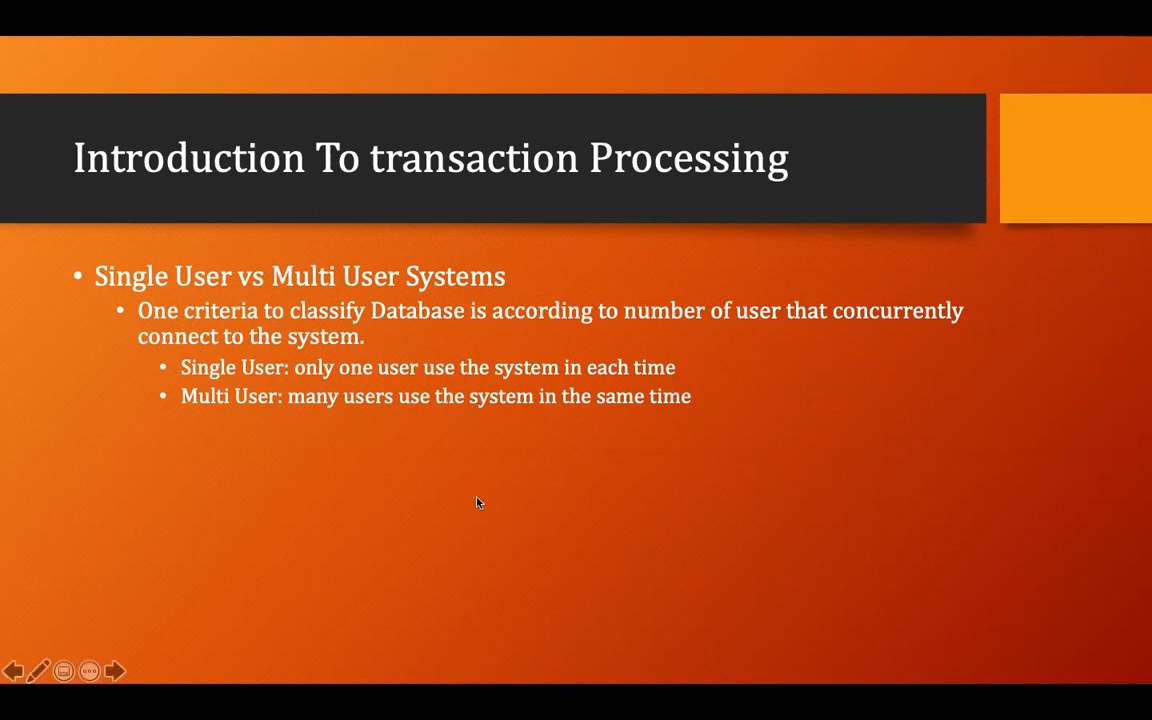 Introduction To transaction Processing
• Single User vs Multi User Systems
• One criteria to classify Database is according to number of user that concurrently
connect to the system.
• Single User: only one user use the system in each time
• Multi User: many users use the system in the same time